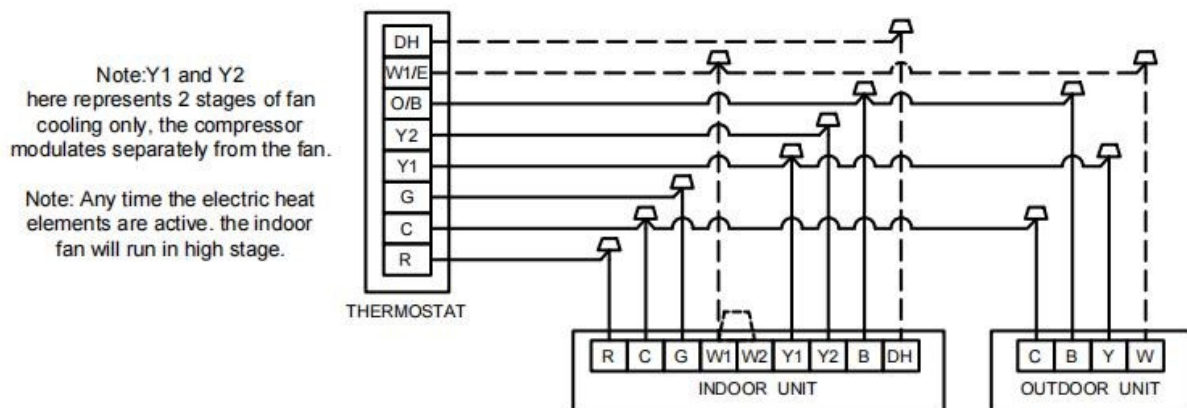 Note:Y1 and Y2
here represents 2 stages of fan
cooling only, the compressor
modulates separately from the fan.
Note: Any time the electric heat
elements are active. the indoor
fan will run in high stage.
DH
W1/E
O/B
Y2
Y1
G
C
R
THERMOSTAT
R C G W1 W2 Y1 Y2 B DH
INDOOR UNIT
C B Y W
OUTDOOR UNIT